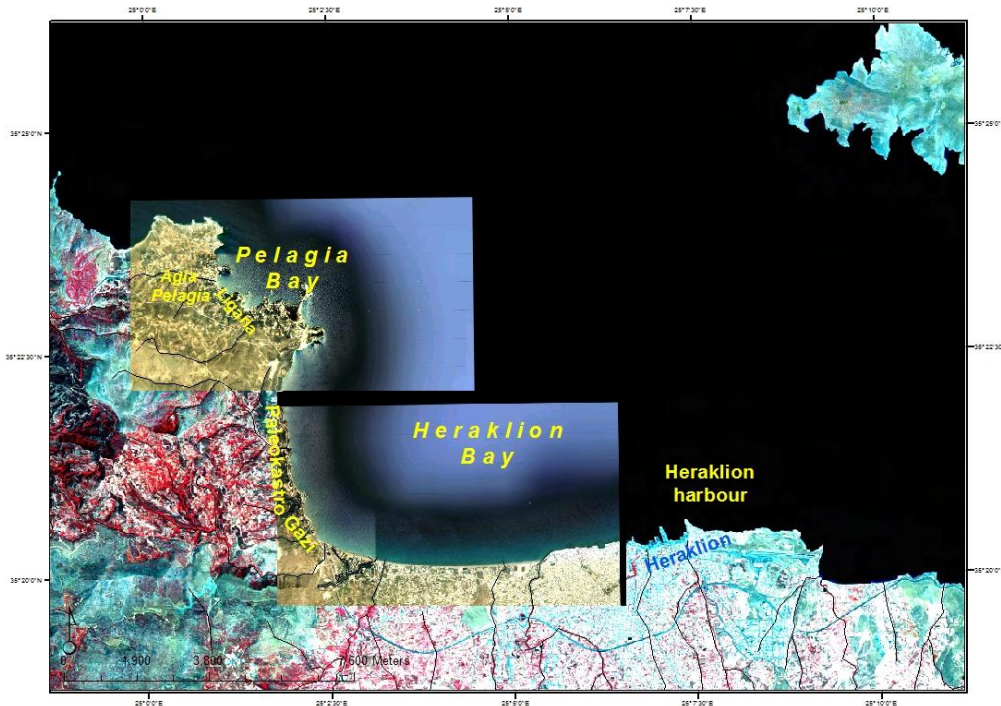 25°0'0"E 25°2'30"E 25°5'0"E 25°7'30"E 25°10'0"E
35°25'0"N
35°25'0"
Pelagia
Bay
Agia
Pelagia
Ligaria
35°22'30"N
35°22'30"
Heraklion
Bay
Paleokastro
Gazi
Heraklion
harbour
Heraklion
35°20'0"N
35°20'0"
0 1,900 3,800 7,600 Meters
25°0'0"E 25°2'30"E 25°5'0"E 25°7'30"E 25°10'0"E